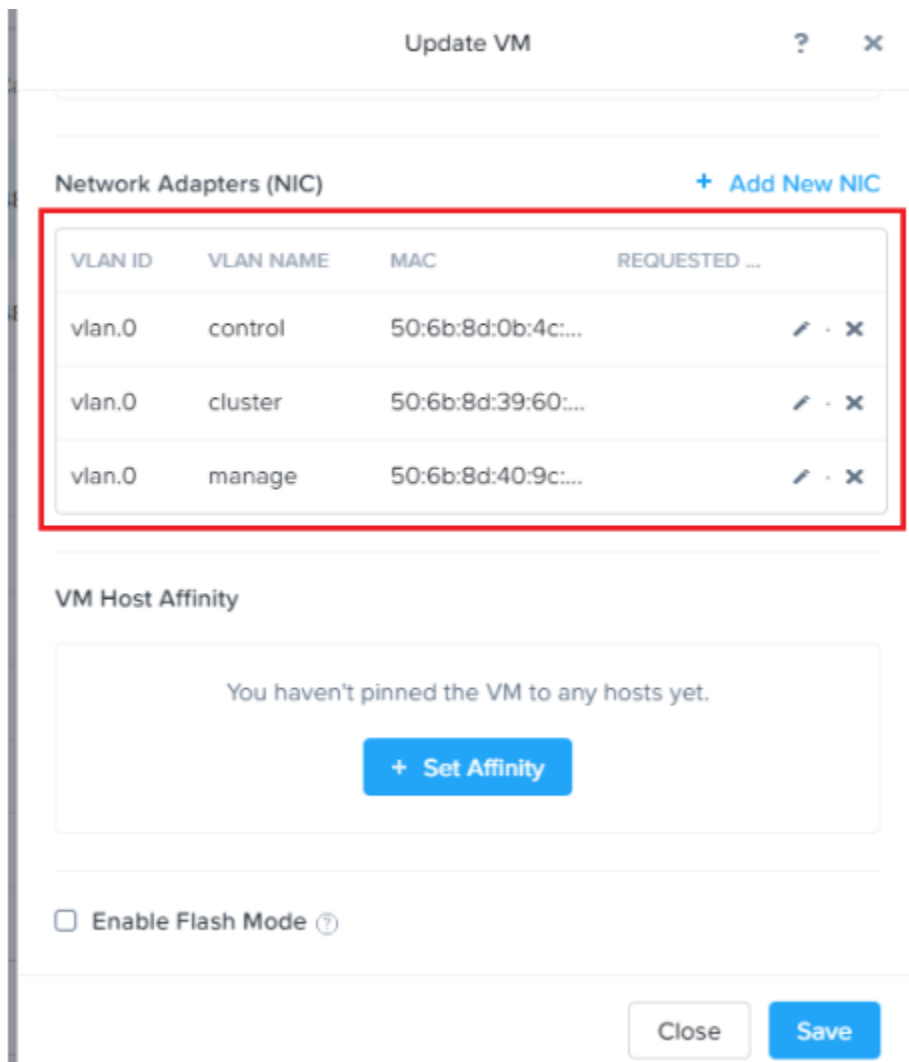 Update VM ? ×
Network Adapters (NIC) + Add New NIC
VLAN ID VLAN NAME MAC REQUESTED ...
vlan.0 control 50:6b:8d:0b:4c:... · ×
vlan.0 cluster 50:6b:8d:39:60:... · ×
vlan.0 manage 50:6b:8d:40:9c:... · ×
VM Host Affinity
You haven't pinned the VM to any hosts yet.
+ Set Affinity
Enable Flash Mode ?
Close Save